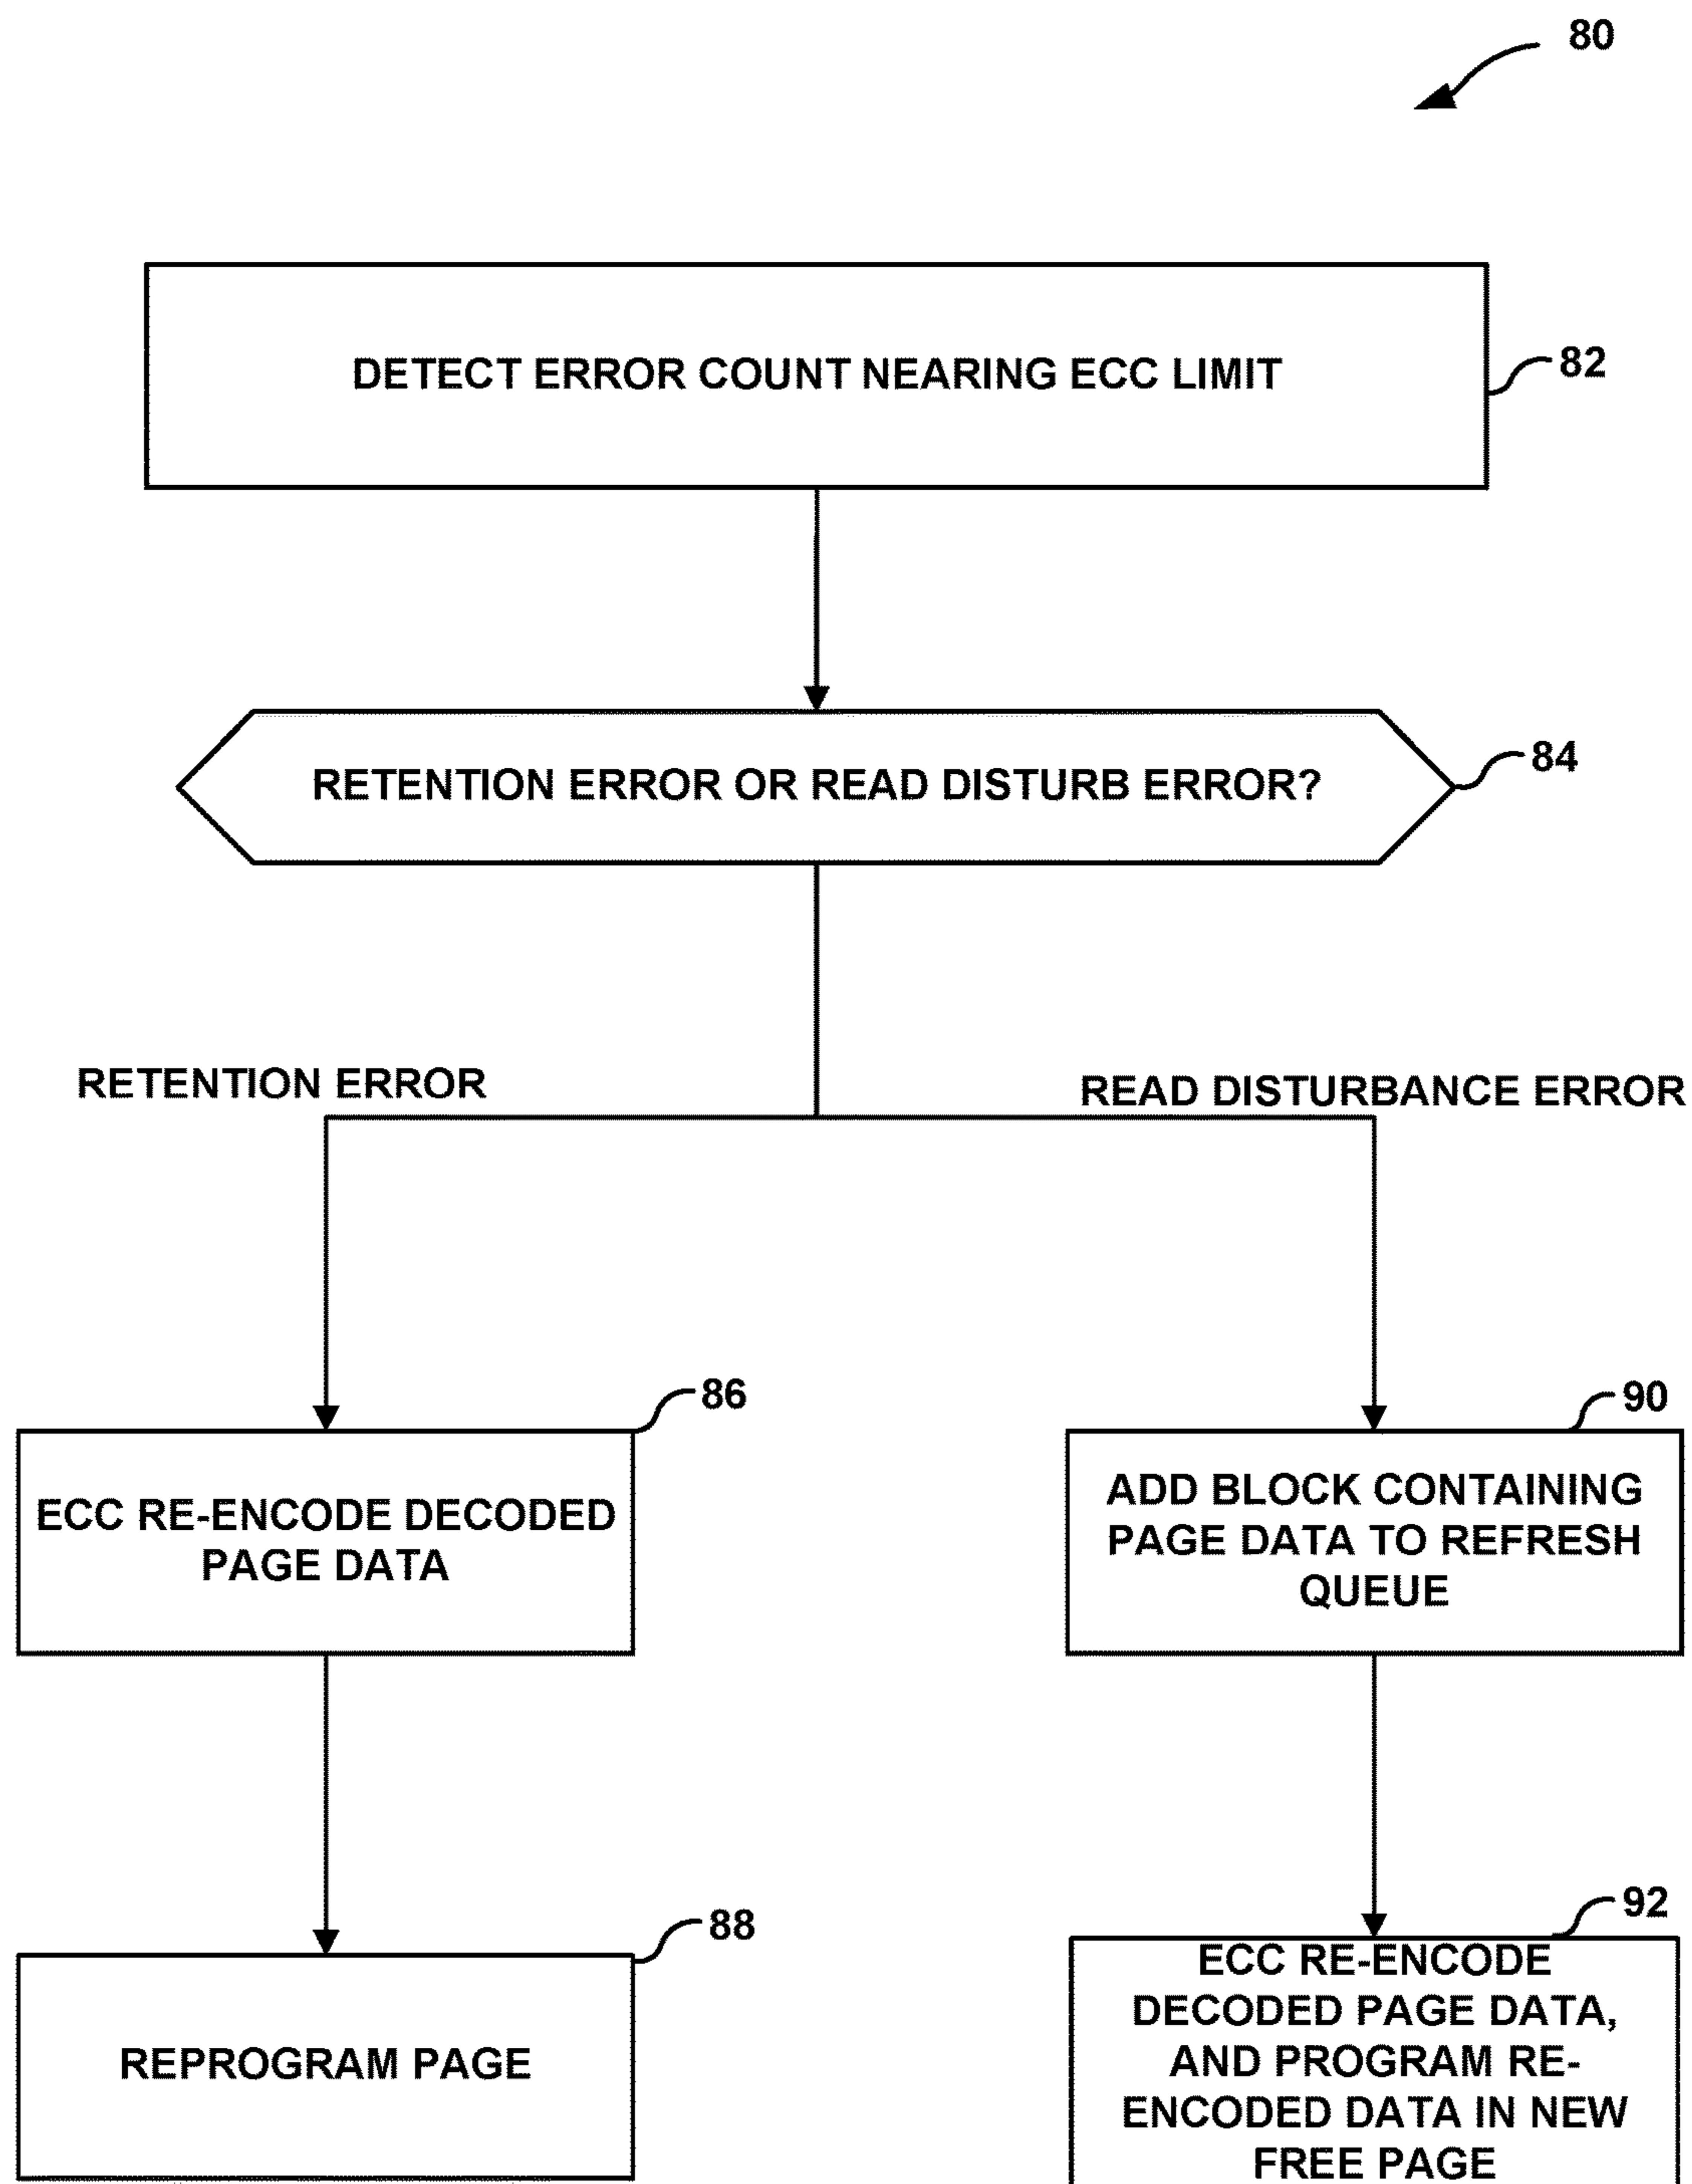 80
DETECT ERROR COUNT NEARING ECC LIMIT
82
RETENTION ERROR OR READ DISTURB ERROR?
84
RETENTION ERROR
READ DISTURBANCE ERROR
86
ECC RE-ENCODE DECODED
PAGE DATA
90
ADD BLOCK CONTAINING
PAGE DATA TO REFRESH
QUEUE
88
REPROGRAM PAGE
92
ECC RE-ENCODE
DECODED PAGE DATA,
AND PROGRAM RE-
ENCODED DATA IN NEW
FREE PAGE